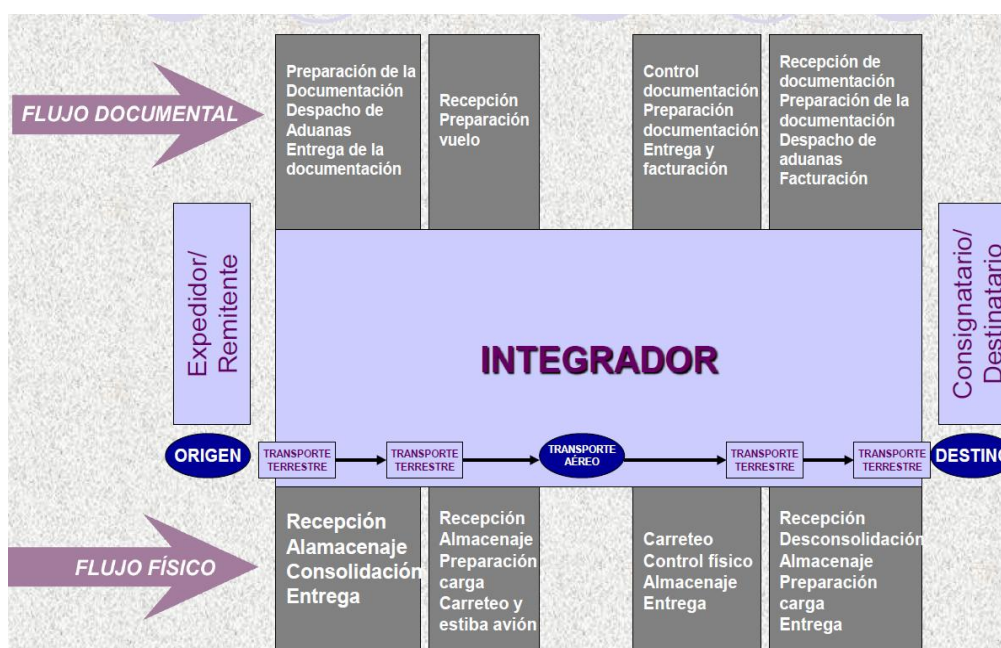 FLUJO DOCUMENTAL
Preparación de la
Documentación
Despacho de
Aduanas
Entrega de la
documentación
Recepción
Preparación
vuelo
Control
documentación
Preparación
documentación
Entrega y
facturación
Recepción de
documentación
Preparación de la
documentación
Despacho de
aduanas
Facturación
Expedidor/
Remitente
INTEGRADOR
Consignatario/
Destinatario
ORIGEN
TRANSPORTE
TERRESTRE
TRANSPORTE
TERRESTRE
TRANSPORTE
AÉREO
TRANSPORTE
TERRESTRE
TRANSPORTE
TERRESTRE
DESTINO
FLUJO FÍSICO
Recepción
Alamacenaje
Consolidación
Entrega
Recepción
Almacenaje
Preparación
carga
Carreteo y
estiba avión
Carreteo
Control físico
Almacenaje
Entrega
Recepción
Desconsolidación
Almacenaje
Preparación
carga
Entrega